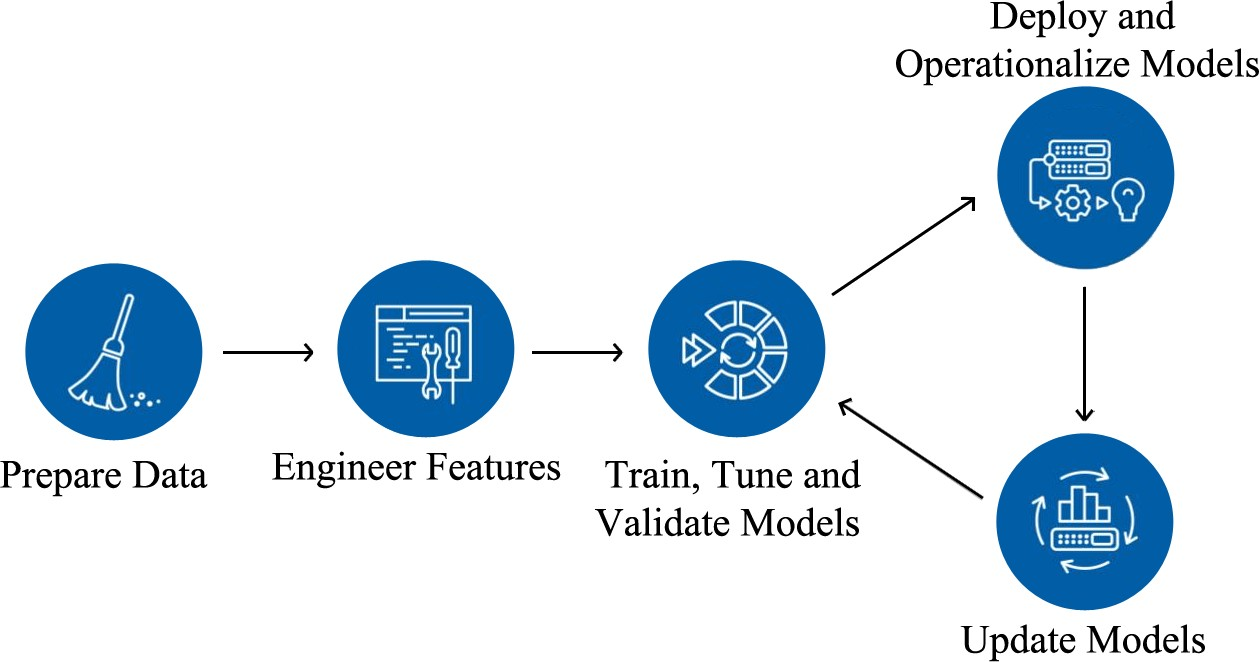 Deploy and
Operationalize Models
Prepare Data
Engineer Features
Train, Tune and
Validate Models
Update Models